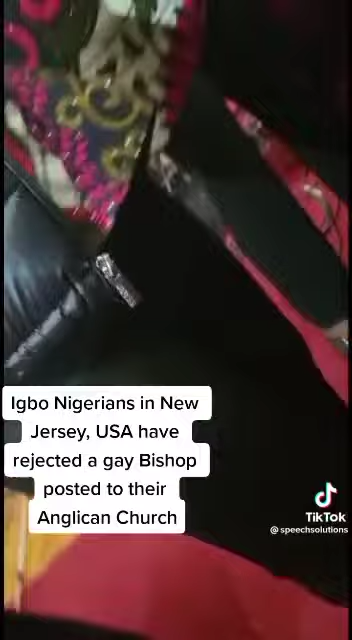 Igbo Nigerians in New
Jersey, USA have
rejected a gay Bishop
posted to their
Anglican Church
TikTok
@speechsolutions